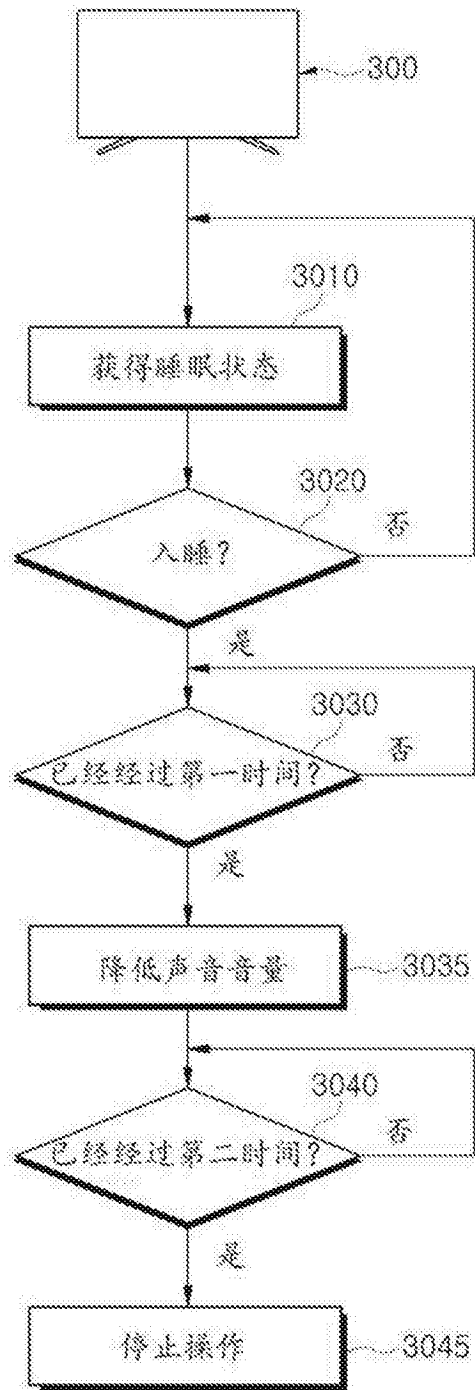 300
3010
获得睡眠状态
3020
入睡?
否
是
3030
已经经过第一时间?
否
是
降低声音音量
3035
3040
已经经过第二时间?
否
是
停止操作
3045